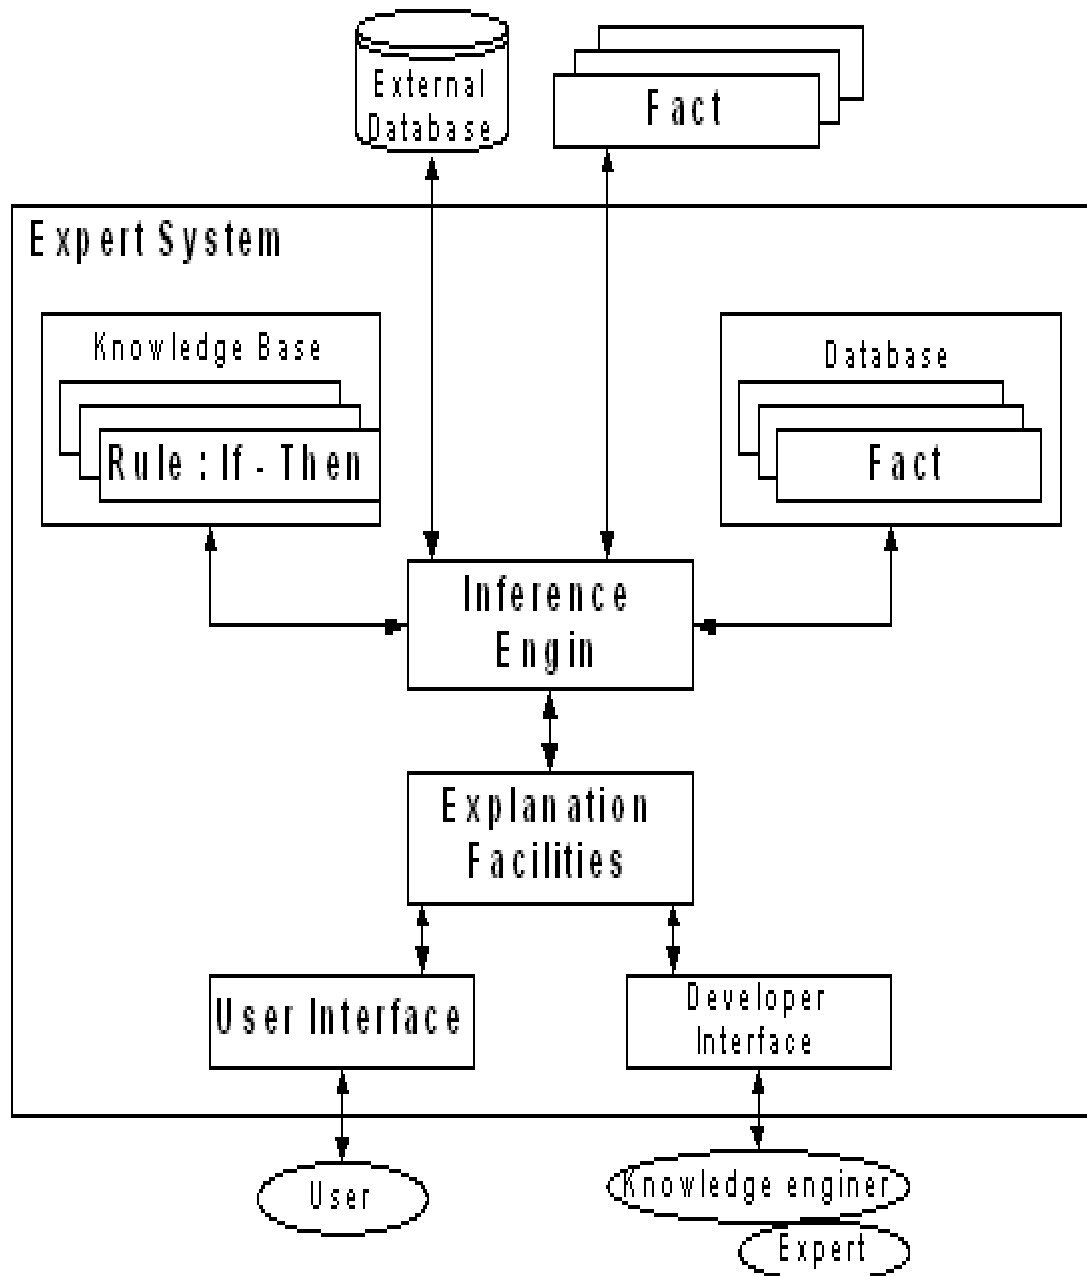 External
Database
Fact
Expert System
Knowledge Base
Rule : If - Then
Database
Fact
Inference
Engin
Explanation
Facilities
User Interface
Developer
Interface
User
Knowledge enginer
Expert